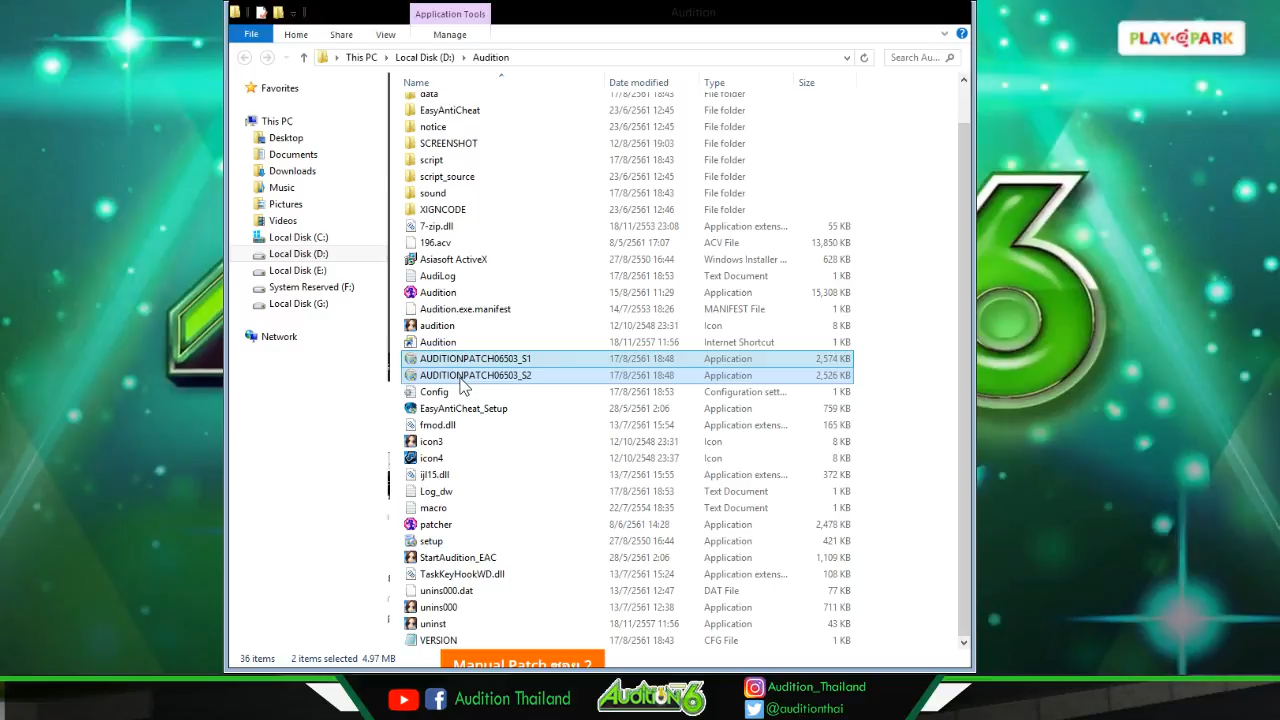 Application Tools
Audition
File Home Share View Manage
This PC Local Disk (D:) Audition
Search Au...
PLAY@PARK
Favorites
This PC
Desktop
Documents
Downloads
Music
Pictures
Videos
Local Disk (C:)
Local Disk (D:)
Local Disk (E:)
System Reserved (F:)
Local Disk (G:)
Network
Name Date modified Type Size
data 17/8/2561 18:43 File folder
EasyAntiCheat 23/6/2561 12:45 File folder
notice 23/6/2561 12:45 File folder
SCREENSHOT 12/8/2561 19:03 File folder
script 17/8/2561 18:43 File folder
script_source 23/6/2561 12:45 File folder
sound 17/8/2561 18:43 File folder
XIGNCODE 23/6/2561 12:46 File folder
7-zip.dll 18/11/2553 23:08 Application extens... 55 KB
196.acv 8/5/2561 17:07 ACV File 13,850 KB
Asiasoft ActiveX 27/8/2550 16:44 Windows Installer ... 628 KB
AudiLog 17/8/2561 18:53 Text Document 1 KB
Audition 15/8/2561 11:29 Application 15,308 KB
Audition.exe.manifest 14/7/2553 18:26 MANIFEST File 1 KB
audition 12/10/2548 23:31 Icon 8 KB
Audition 18/11/2557 11:56 Internet Shortcut 1 KB
AUDITIONPATCH06503_S1 17/8/2561 18:48 Application 2,574 KB
AUDITIONPATCH06503_S2 17/8/2561 18:48 Application 2,526 KB
Config 17/8/2561 18:53 Configuration sett... 1 KB
EasyAntiCheat_Setup 28/5/2561 2:06 Application 759 KB
fmod.dll 13/7/2561 15:54 Application extens... 165 KB
icon3 12/10/2548 23:31 Icon 8 KB
icon4 12/10/2548 23:37 Icon 8 KB
ijl15.dll 13/7/2561 15:55 Application extens... 372 KB
Log_dw 17/8/2561 18:53 Text Document 1 KB
macro 22/7/2554 18:35 Text Document 1 KB
patcher 8/6/2561 14:28 Application 2,478 KB
setup 27/8/2550 16:44 Application 421 KB
StartAudition_EAC 28/5/2561 2:06 Application 1,109 KB
TaskKeyHookWD.dll 13/7/2561 15:24 Application extens... 108 KB
unins000.dat 13/7/2561 12:47 DAT File 77 KB
unins000 13/7/2561 12:38 Application 711 KB
uninst 18/11/2557 11:56 Application 43 KB
VERSION 17/8/2561 18:43 CFG File 1 KB
36 items 2 items selected 4.97 MB
Manual Patch
Audition Thailand
Audition 6
Audition_Thailand
@auditionthai